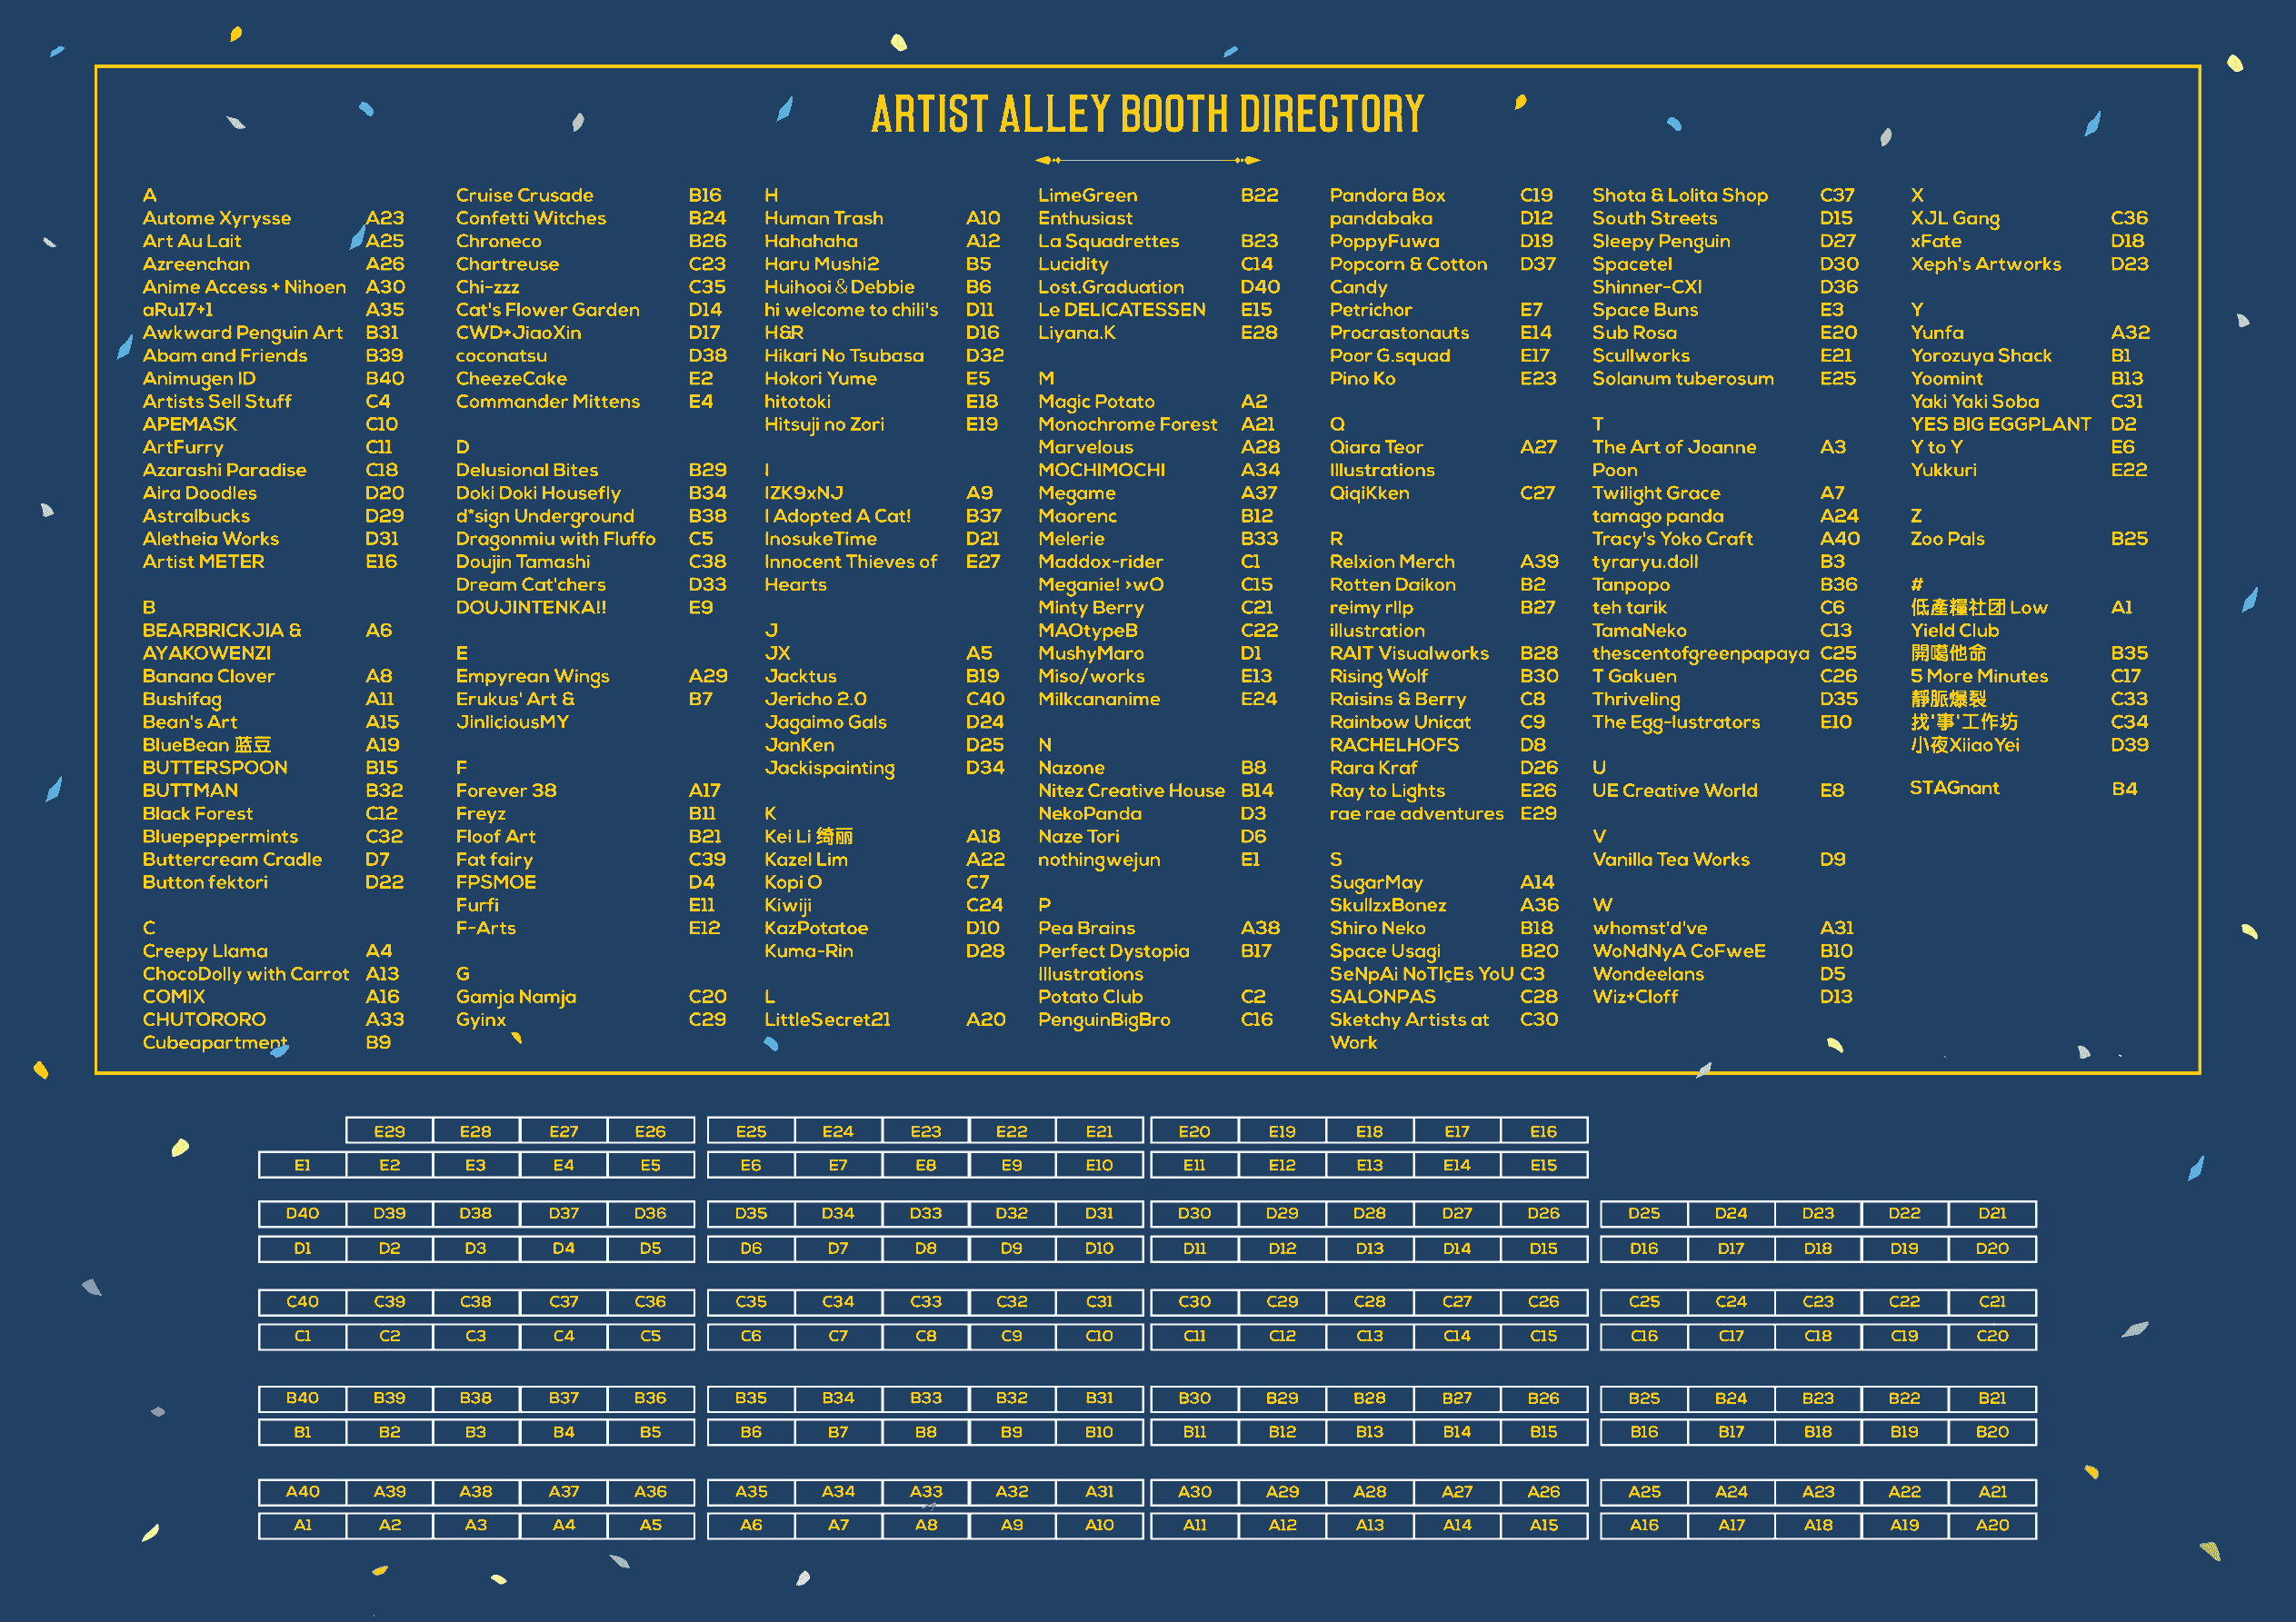 ARTIST ALLEY BOOTH DIRECTORY
A
Autome Xyrysse A23
Art Au Lait A25
Azreenchan A26
Anime Access + Nihoen A30
aRu17+1 A35
Awkward Penguin Art B31
Abam and Friends B39
Animugen ID B40
Artists Sell Stuff C4
APEMASK C10
ArtFurry C11
Azarashi Paradise C18
Aira Doodles D20
Astralbucks D29
Aletheia Works D31
Artist METER E16
B
BEARBRICKJIA & A6
AYAKOWENZI
Banana Clover A8
Bushifag A11
Bean's Art A15
BlueBean 蓝豆 A19
BUTTERSPOON B15
BUTTMAN B32
Black Forest C12
Bluepeppermints C32
Buttercream Cradle D7
Button fektori D22
C
Creepy Llama A4
ChocoDolly with Carrot A13
COMIX A16
CHUTORORO A33
Cubeapartment B9
Cruise Crusade B16
Confetti Witches B24
Chroneco B26
Chartreuse C23
Chi-zzz C35
Cat's Flower Garden D14
CWD+JiaoXin D17
coconatsu D38
CheezeCake E2
Commander Mittens E4
D
Delusional Bites B29
Doki Doki Housefly B34
d*sign Underground B38
Dragonmiu with Fluffo C5
Doujin Tamashi C38
Dream Cat'chers D33
DOUJINTENKA!! E9
E
Empyrean Wings A29
Erukus' Art & B7
JinliciousMY
F
Forever 38 A17
Freyz B11
Floof Art B21
Fat fairy C39
FPSMOE D4
Furfi E11
F-Arts E12
G
Gamja Namja C20
Gyinx C29
H
Human Trash A10
Hahahaha A12
Haru Mushi2 B5
Huihooi＆Debbie B6
hi welcome to chili's D11
H&R D16
Hikari No Tsubasa D32
Hokori Yume E5
hitotoki E18
Hitsuji no Zori E19
I
IZK9xNJ A9
I Adopted A Cat! B37
InosukeTime D21
Innocent Thieves of E27
Hearts
J
JX A5
Jacktus B19
Jericho 2.0 C40
Jagaimo Gals D24
JanKen D25
Jackispainting D34
K
Kei Li 绮丽 A18
Kazel Lim A22
Kopi O C7
Kiwiji C24
KazPotatoe D10
Kuma-Rin D28
L
LittleSecret21 A20
LimeGreen B22
Enthusiast
La Squadrettes B23
Lucidity C14
Lost.Graduation D40
Le DELICATESSEN E15
Liyana.K E28
M
Magic Potato A2
Monochrome Forest A21
Marvelous A28
MOCHIMOCHI A34
Megame A37
Maorenc B12
Melerie B33
Maddox-rider C1
Meganie! >wO C15
Minty Berry C21
MAOtypeB C22
MushyMaro D1
Miso/works E13
Milkcananime E24
N
Nazone B8
Nitez Creative House B14
NekoPanda D3
Naze Tori D6
nothingwejun E1
P
Pea Brains A38
Perfect Dystopia B17
Illustrations
Potato Club C2
PenguinBigBro C16
Pandora Box C19
pandabaka D12
PoppyFuwa D19
Popcorn & Cotton D37
Candy
Petrichor E7
Procrastonauts E14
Poor G.squad E17
Pino Ko E23
Q
Qiara Teor A27
Illustrations
QiqiKken C27
R
Relxion Merch A39
Rotten Daikon B2
reimy rllp B27
illustration
RAIT Visualworks B28
Rising Wolf B30
Raisins & Berry C8
Rainbow Unicat C9
RACHELHOFS D8
Rara Kraf D26
Ray to Lights E26
rae rae adventures E29
S
SugarMay A14
SkullzxBonez A36
Shiro Neko B18
Space Usagi B20
SeNpAi NoTIçEs YoU C3
SALONPAS C28
Sketchy Artists at C30
Work
Shota & Lolita Shop C37
South Streets D15
Sleepy Penguin D27
Spacetel D30
Shinner-CXI D36
Space Buns E3
Sub Rosa E20
Scullworks E21
Solanum tuberosum E25
T
The Art of Joanne A3
Poon
Twilight Grace A7
tamago panda A24
Tracy's Yoko Craft A40
tyraryu.doll B3
Tanpopo B36
teh tarik C6
TamaNeko C13
thescentofgreenpapaya C25
T Gakuen C26
Thriveling D35
The Egg-lustrators E10
U
UE Creative World E8
V
Vanilla Tea Works D9
W
whomst'd've A31
WoNdNyA CoFweE B10
Wondeelans D5
Wiz+Cloff D13
X
XJL Gang C36
xFate D18
Xeph's Artworks D23
Y
Yunfa A32
Yorozuya Shack B1
Yoomint B13
Yaki Yaki Soba C31
YES BIG EGGPLANT D2
Y to Y E6
Yukkuri E22
Z
Zoo Pals B25
#
低產糧社团 Low A1
Yield Club
開噶他命 B35
5 More Minutes C17
靜脈爆裂 C33
找'事'工作坊 C34
小夜XiiaoYei D39
STAGnant B4
E29 E28 E27 E26 E25 E24 E23 E22 E21 E20 E19 E18 E17 E16
E1 E2 E3 E4 E5 E6 E7 E8 E9 E10 E11 E12 E13 E14 E15
D40 D39 D38 D37 D36 D35 D34 D33 D32 D31 D30 D29 D28 D27 D26 D25 D24 D23 D22 D21
D1 D2 D3 D4 D5 D6 D7 D8 D9 D10 D11 D12 D13 D14 D15 D16 D17 D18 D19 D20
C40 C39 C38 C37 C36 C35 C34 C33 C32 C31 C30 C29 C28 C27 C26 C25 C24 C23 C22 C21
C1 C2 C3 C4 C5 C6 C7 C8 C9 C10 C11 C12 C13 C14 C15 C16 C17 C18 C19 C20
B40 B39 B38 B37 B36 B35 B34 B33 B32 B31 B30 B29 B28 B27 B26 B25 B24 B23 B22 B21
B1 B2 B3 B4 B5 B6 B7 B8 B9 B10 B11 B12 B13 B14 B15 B16 B17 B18 B19 B20
A40 A39 A38 A37 A36 A35 A34 A33 A32 A31 A30 A29 A28 A27 A26 A25 A24 A23 A22 A21
A1 A2 A3 A4 A5 A6 A7 A8 A9 A10 A11 A12 A13 A14 A15 A16 A17 A18 A19 A20